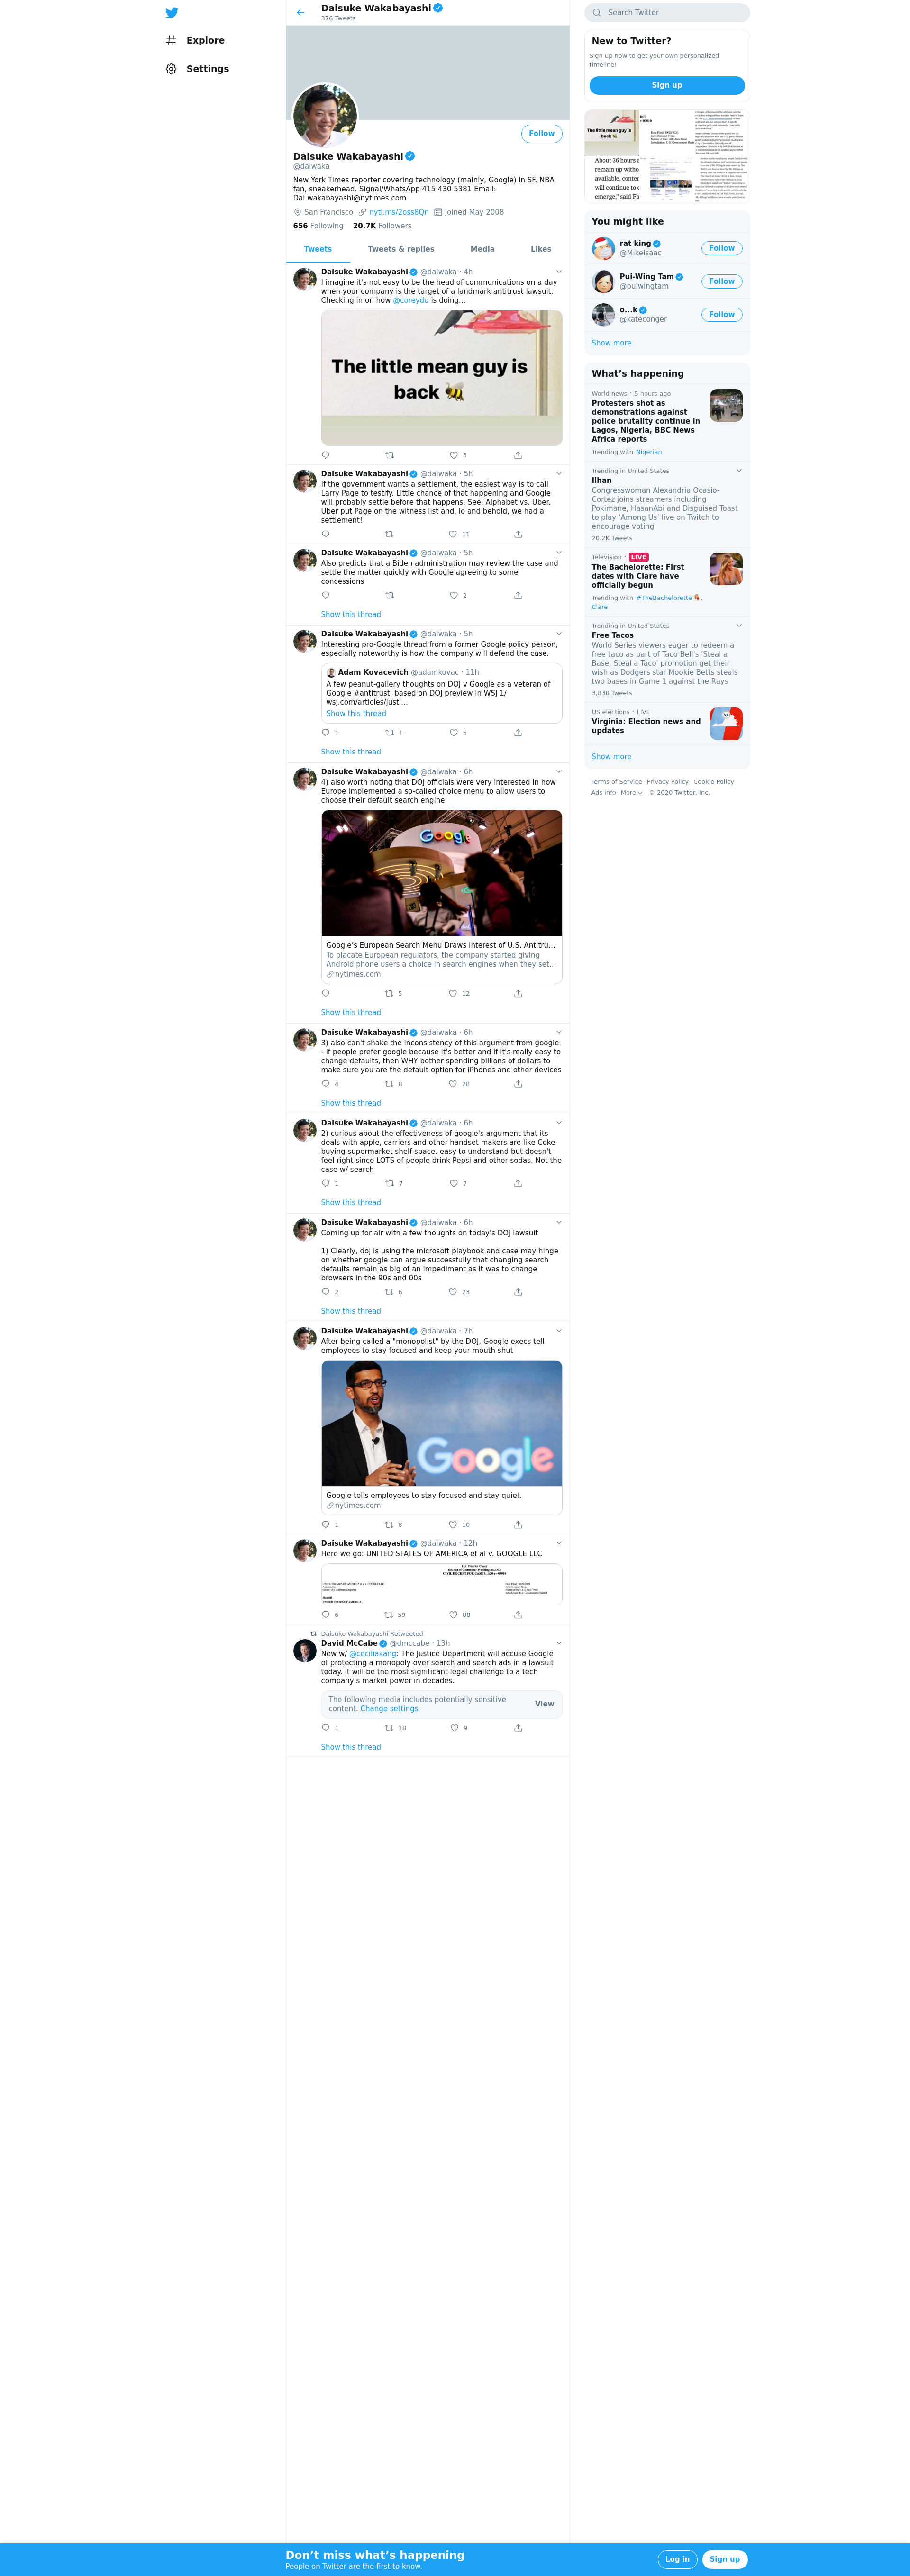 Explore
Settings
Daisuke Wakabayashi
376 Tweets
Follow
Daisuke Wakabayashi
@daiwaka
New York Times reporter covering technology (mainly, Google) in SF. NBA
fan, sneakerhead. Signal/WhatsApp 415 430 5381 Email:
Dai.wakabayashi@nytimes.com
San Francisco nyti.ms/2oss8Qn Joined May 2008
656 Following 20.7K Followers
Tweets Tweets & replies Media Likes
Daisuke Wakabayashi @daiwaka · 4h
I imagine it's not easy to be the head of communications on a day
when your company is the target of a landmark antitrust lawsuit.
Checking in on how @coreydu is doing...
The little mean guy is
back 🐝
5
Daisuke Wakabayashi @daiwaka · 5h
If the government wants a settlement, the easiest way is to call
Larry Page to testify. Little chance of that happening and Google
will probably settle before that happens. See: Alphabet vs. Uber.
Uber put Page on the witness list and, lo and behold, we had a
settlement!
11
Daisuke Wakabayashi @daiwaka · 5h
Also predicts that a Biden administration may review the case and
settle the matter quickly with Google agreeing to some
concessions
2
Show this thread
Daisuke Wakabayashi @daiwaka · 5h
Interesting pro-Google thread from a former Google policy person,
especially noteworthy is how the company will defend the case.
Adam Kovacevich @adamkovac · 11h
A few peanut-gallery thoughts on DOJ v Google as a veteran of
Google #antitrust, based on DOJ preview in WSJ 1/
wsj.com/articles/justi…
Show this thread
1 1 5
Show this thread
Daisuke Wakabayashi @daiwaka · 6h
4) also worth noting that DOJ officials were very interested in how
Europe implemented a so-called choice menu to allow users to
choose their default search engine
Google
Google's European Search Menu Draws Interest of U.S. Antitru...
To placate European regulators, the company started giving
Android phone users a choice in search engines when they set...
nytimes.com
5 12
Show this thread
Daisuke Wakabayashi @daiwaka · 6h
3) also can't shake the inconsistency of this argument from google
- if people prefer google because it's better and if it's really easy to
change defaults, then WHY bother spending billions of dollars to
make sure you are the default option for iPhones and other devices
4 8 28
Show this thread
Daisuke Wakabayashi @daiwaka · 6h
2) curious about the effectiveness of google's argument that its
deals with apple, carriers and other handset makers are like Coke
buying supermarket shelf space. easy to understand but doesn't
feel right since LOTS of people drink Pepsi and other sodas. Not the
case w/ search
1 7 7
Show this thread
Daisuke Wakabayashi @daiwaka · 6h
Coming up for air with a few thoughts on today's DOJ lawsuit
1) Clearly, doj is using the microsoft playbook and case may hinge
on whether google can argue successfully that changing search
defaults remain as big of an impediment as it was to change
browsers in the 90s and 00s
2 6 23
Show this thread
Daisuke Wakabayashi @daiwaka · 7h
After being called a "monopolist" by the DOJ, Google execs tell
employees to stay focused and keep your mouth shut
Google
Google tells employees to stay focused and stay quiet.
nytimes.com
1 8 10
Daisuke Wakabayashi @daiwaka · 12h
Here we go: UNITED STATES OF AMERICA et al v. GOOGLE LLC
U.S. District Court
6 59 88
Daisuke Wakabayashi Retweeted
David McCabe @dmccabe · 13h
New w/ @ceciliakang: The Justice Department will accuse Google
of protecting a monopoly over search and search ads in a lawsuit
today. It will be the most significant legal challenge to a tech
company's market power in decades.
The following media includes potentially sensitive
content. Change settings
View
1 18 9
Show this thread
Search Twitter
New to Twitter?
Sign up now to get your own personalized
timeline!
Sign up
The little mean guy is
back
About 36 hours a
remain up withou
available, conten
will continue to e
emerge," said Fa
You might like
rat king
@MikeIsaac
Follow
Pui-Wing Tam
@puiwingtam
Follow
o...k
@kateconger
Follow
Show more
What's happening
World news · 5 hours ago
Protesters shot as
demonstrations against
police brutality continue in
Lagos, Nigeria, BBC News
Africa reports
Trending with Nigerian
Trending in United States
Ilhan
Congresswoman Alexandria Ocasio-
Cortez joins streamers including
Pokimane, HasanAbi and Disguised Toast
to play 'Among Us' live on Twitch to
encourage voting
20.2K Tweets
Television · LIVE
The Bachelorette: First
dates with Clare have
officially begun
Trending with #TheBachelorette 🌹,
Clare
Trending in United States
Free Tacos
World Series viewers eager to redeem a
free taco as part of Taco Bell's 'Steal a
Base, Steal a Taco' promotion get their
wish as Dodgers star Mookie Betts steals
two bases in Game 1 against the Rays
3,838 Tweets
US elections · LIVE
Virginia: Election news and
updates
Show more
Terms of Service Privacy Policy Cookie Policy
Ads info More © 2020 Twitter, Inc.
Don't miss what's happening
People on Twitter are the first to know.
Log in
Sign up